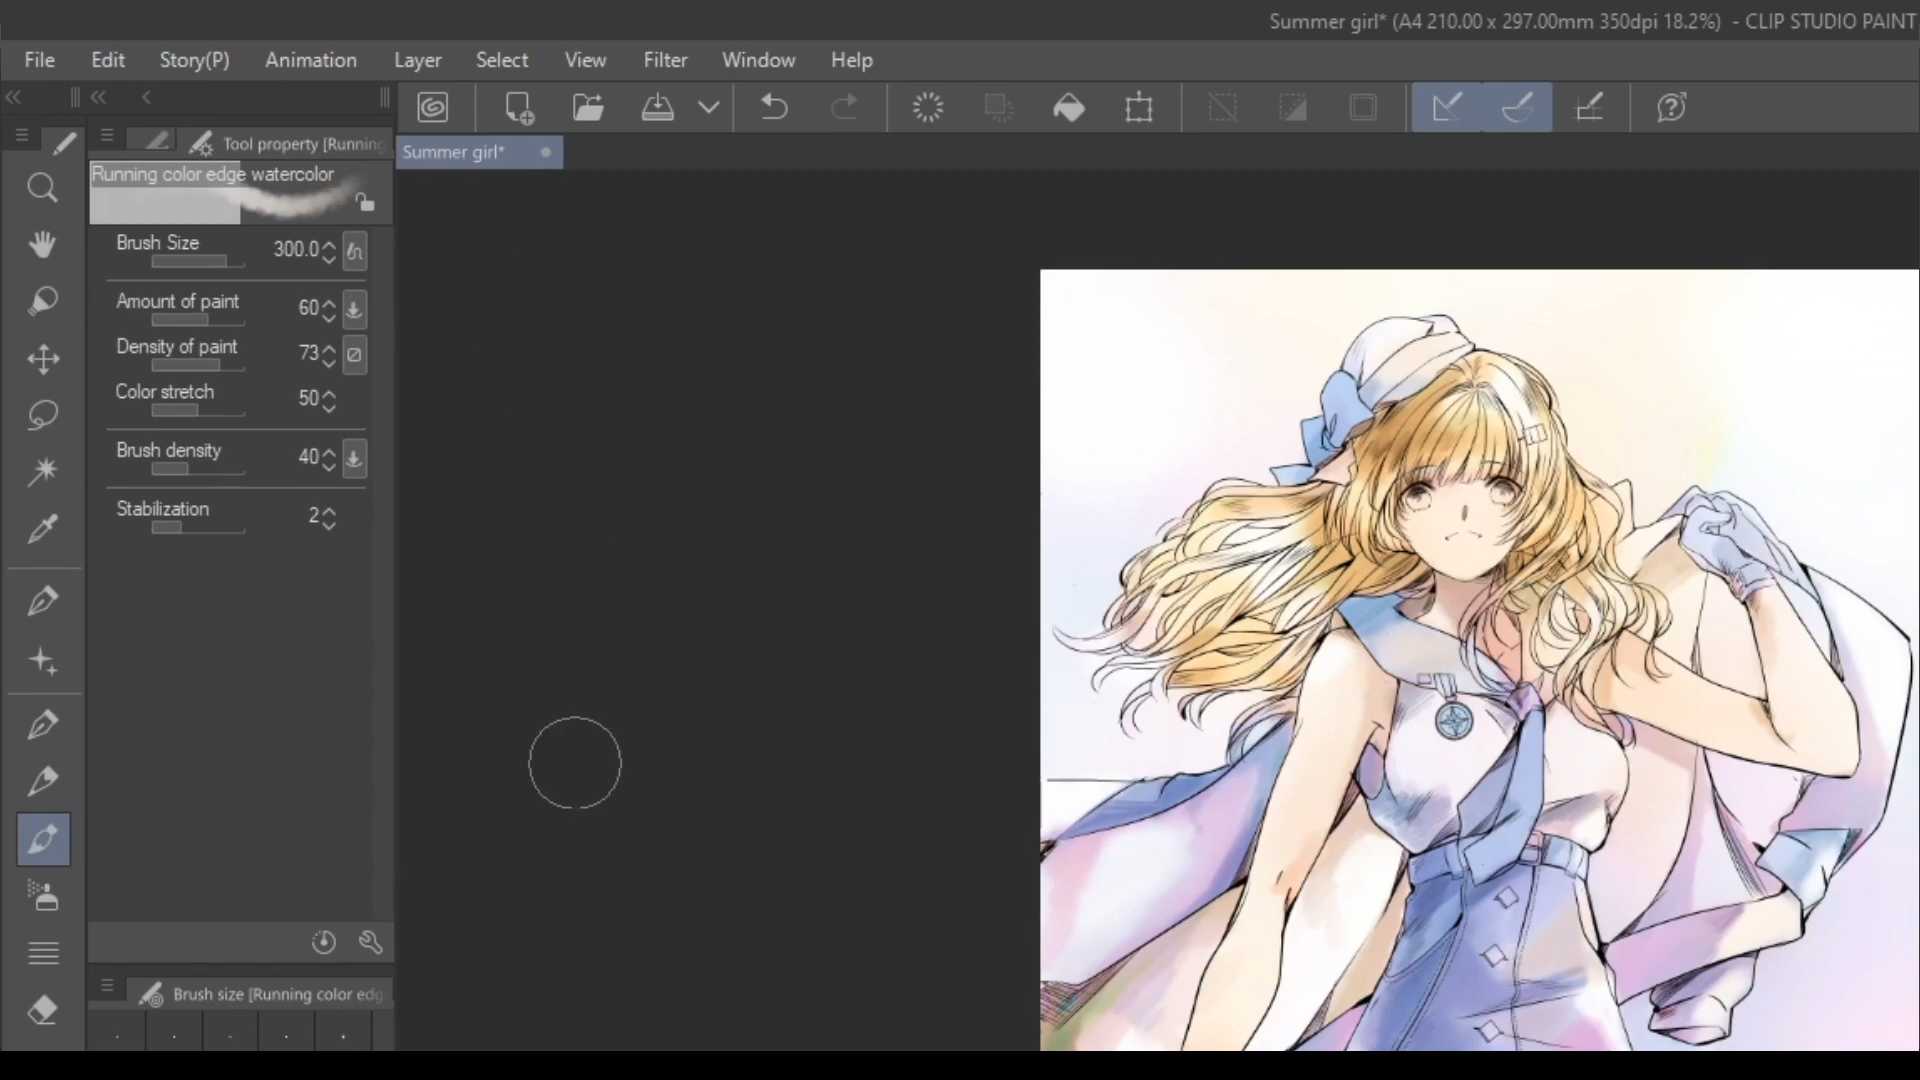 Summer girl* (A4 210.00 x 297.00mm 350dpi 18.2%) - CLIP STUDIO PAINT
File Edit Story(P) Animation Layer Select View Filter Window Help
Tool property [Running
Summer girl*
Running color edge watercolor
Brush Size 300.0
Amount of paint 60
Density of paint 73
Color stretch 50
Brush density 40
Stabilization 2
Brush size [Running color edg